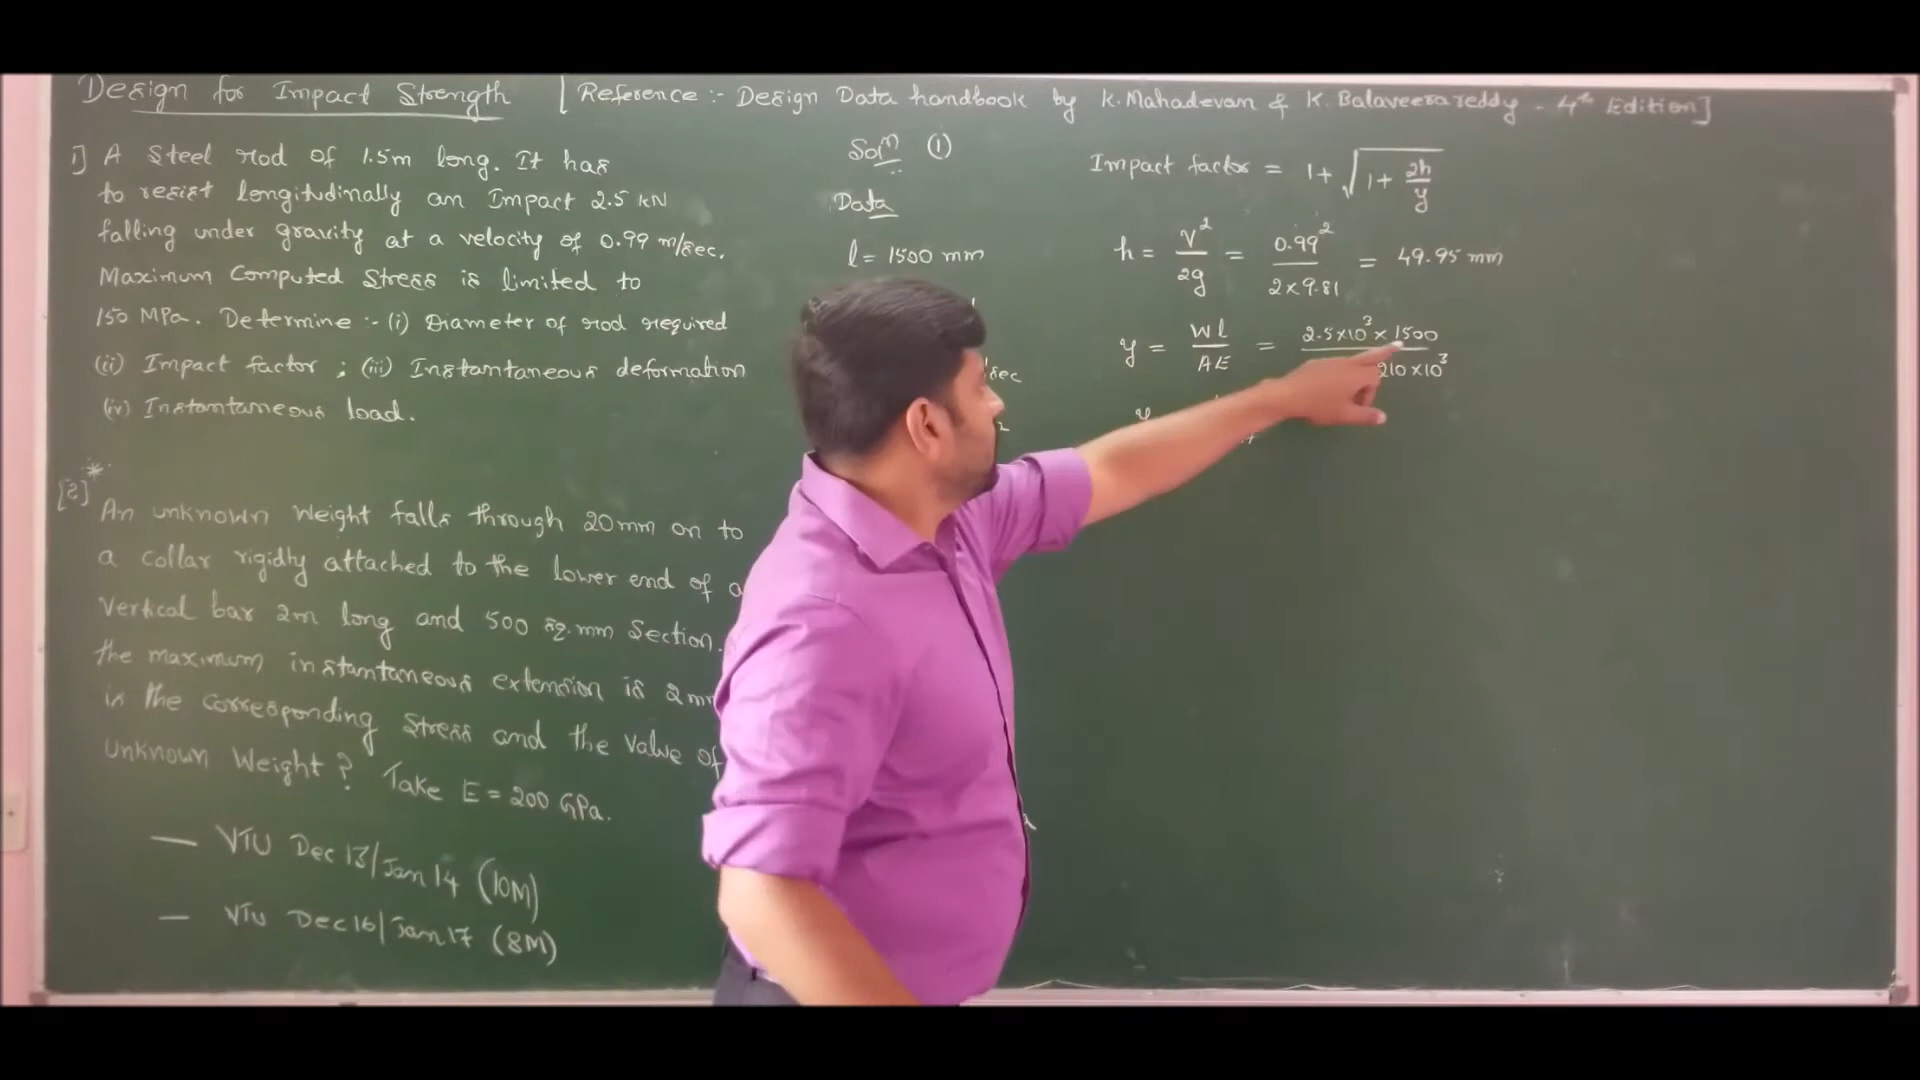 Design for Impact Strength [Reference :- Design Data handbook by K. Mahadevan & K. Balaveerareddy - 4th Edition]
1] A Steel rod of 1.5m long. It has
to resist longitudinally an Impact 2.5 kN
falling under gravity at a velocity of 0.99 m/sec.
Maximum Computed Stress is limited to
150 MPa. Determine :- (i) Diameter of rod required
(ii) Impact factor ; (iii) Instantaneous deformation
(iv) Instantaneous load.
[2]*
An unknown weight falls through 20mm on to
a collar rigidly attached to the lower end of a
Vertical bar 2m long and 500 sq.mm Section.
the maximum instantaneous extension is 2mm
is the corresponding Stress and the value of
unknown Weight? Take E = 200 GPa.
— VTU Dec 13/Jan 14 (10M)
— VTU Dec 16/Jan 17 (8M)
Soln (1)
Data
l = 1500 mm
sec
Impact factor = 1 + √(1 + 2h/y)
h = V²/2g = 0.99²/(2×9.81) = 49.95 mm
y = Wl/AE = 2.5×10³×1500 / 210×10³
y